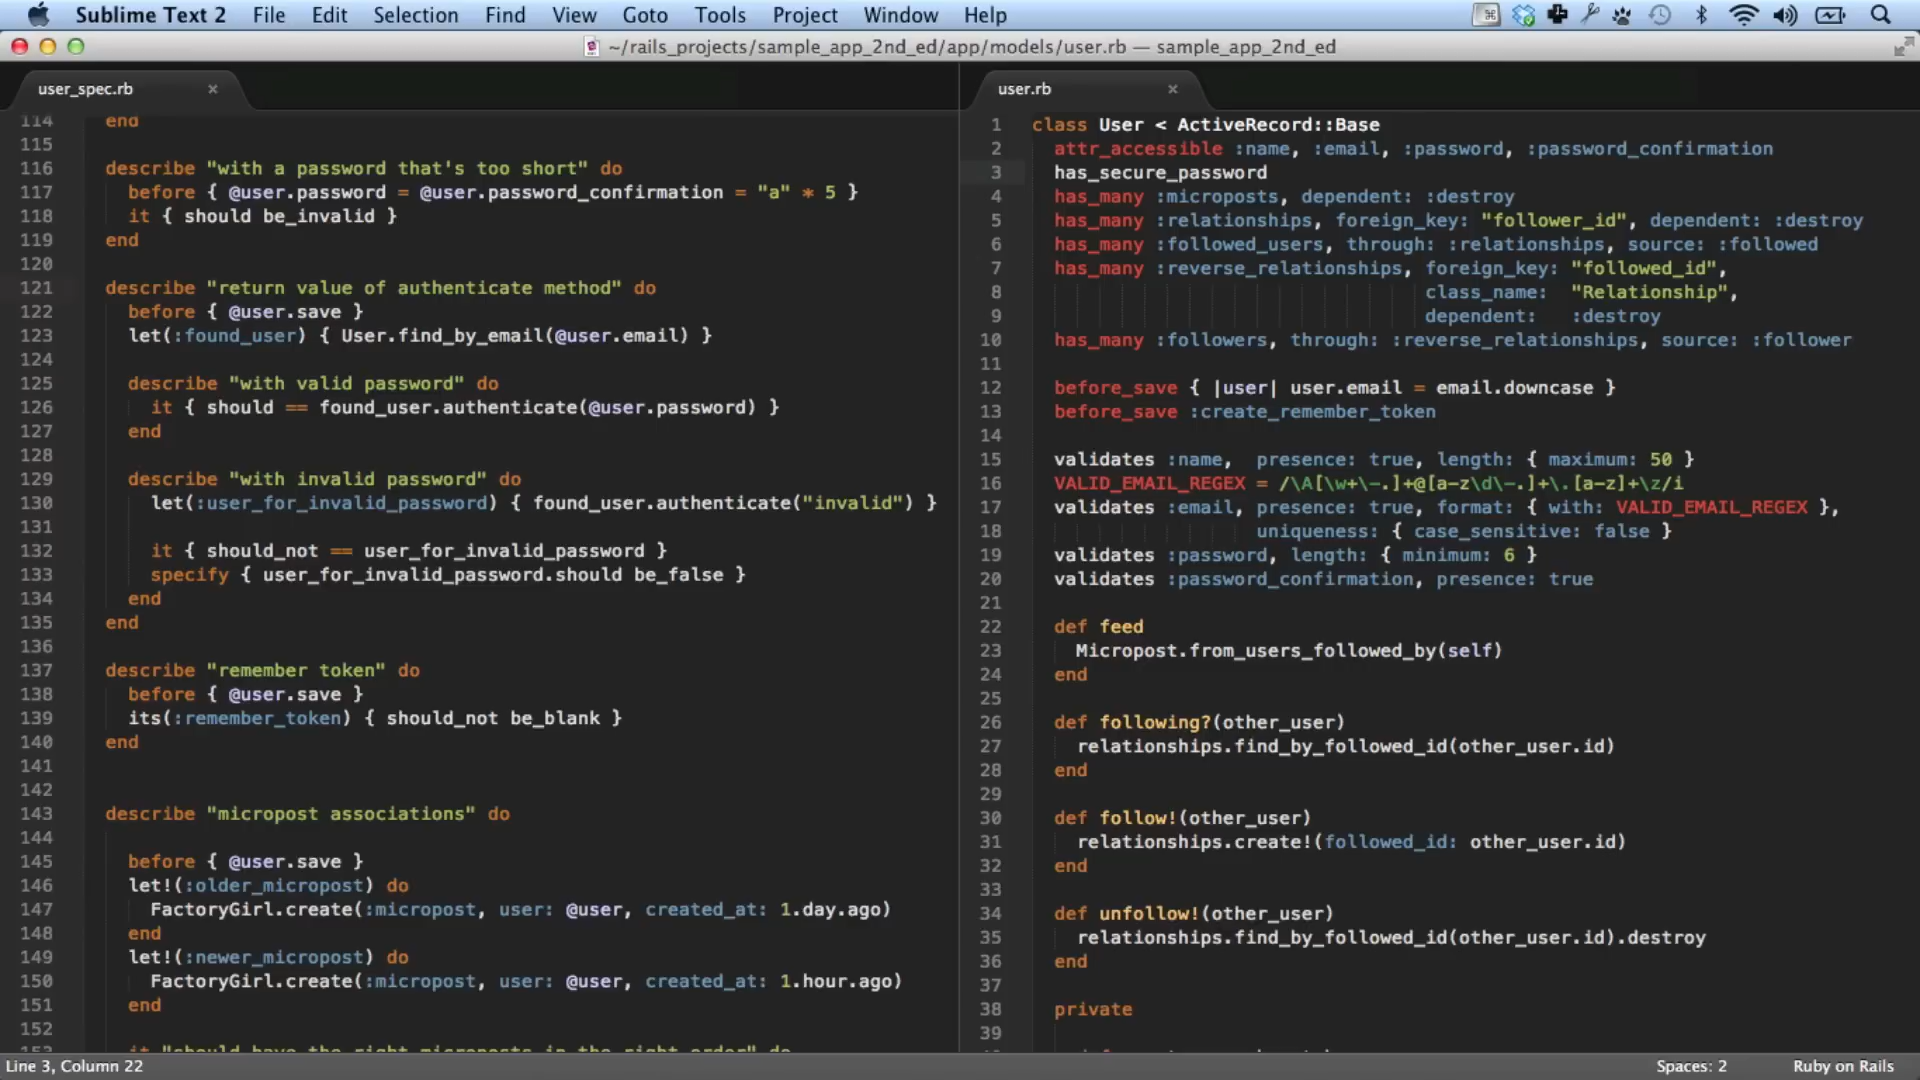 Sublime Text 2 File Edit Selection Find View Goto Tools Project Window Help
~/rails_projects/sample_app_2nd_ed/app/models/user.rb — sample_app_2nd_ed
user_spec.rb ×
114 end
115
116 describe "with a password that's too short" do
117 before { @user.password = @user.password_confirmation = "a" * 5 }
118 it { should be_invalid }
119 end
120
121 describe "return value of authenticate method" do
122 before { @user.save }
123 let(:found_user) { User.find_by_email(@user.email) }
124
125 describe "with valid password" do
126 it { should == found_user.authenticate(@user.password) }
127 end
128
129 describe "with invalid password" do
130 let(:user_for_invalid_password) { found_user.authenticate("invalid") }
131
132 it { should_not == user_for_invalid_password }
133 specify { user_for_invalid_password.should be_false }
134 end
135 end
136
137 describe "remember token" do
138 before { @user.save }
139 its(:remember_token) { should_not be_blank }
140 end
141
142
143 describe "micropost associations" do
144
145 before { @user.save }
146 let!(:older_micropost) do
147 FactoryGirl.create(:micropost, user: @user, created_at: 1.day.ago)
148 end
149 let!(:newer_micropost) do
150 FactoryGirl.create(:micropost, user: @user, created_at: 1.hour.ago)
151 end
152
153 it "should have the right microposts in the right order" do
user.rb ×
1 class User < ActiveRecord::Base
2 attr_accessible :name, :email, :password, :password_confirmation
3 has_secure_password
4 has_many :microposts, dependent: :destroy
5 has_many :relationships, foreign_key: "follower_id", dependent: :destroy
6 has_many :followed_users, through: :relationships, source: :followed
7 has_many :reverse_relationships, foreign_key: "followed_id",
8 class_name: "Relationship",
9 dependent: :destroy
10 has_many :followers, through: :reverse_relationships, source: :follower
11
12 before_save { |user| user.email = email.downcase }
13 before_save :create_remember_token
14
15 validates :name, presence: true, length: { maximum: 50 }
16 VALID_EMAIL_REGEX = /\A[\w+\-.]+@[a-z\d\-.]+\.[a-z]+\z/i
17 validates :email, presence: true, format: { with: VALID_EMAIL_REGEX },
18 uniqueness: { case_sensitive: false }
19 validates :password, length: { minimum: 6 }
20 validates :password_confirmation, presence: true
21
22 def feed
23 Micropost.from_users_followed_by(self)
24 end
25
26 def following?(other_user)
27 relationships.find_by_followed_id(other_user.id)
28 end
29
30 def follow!(other_user)
31 relationships.create!(followed_id: other_user.id)
32 end
33
34 def unfollow!(other_user)
35 relationships.find_by_followed_id(other_user.id).destroy
36 end
37
38 private
39
Line 3, Column 22 Spaces: 2 Ruby on Rails